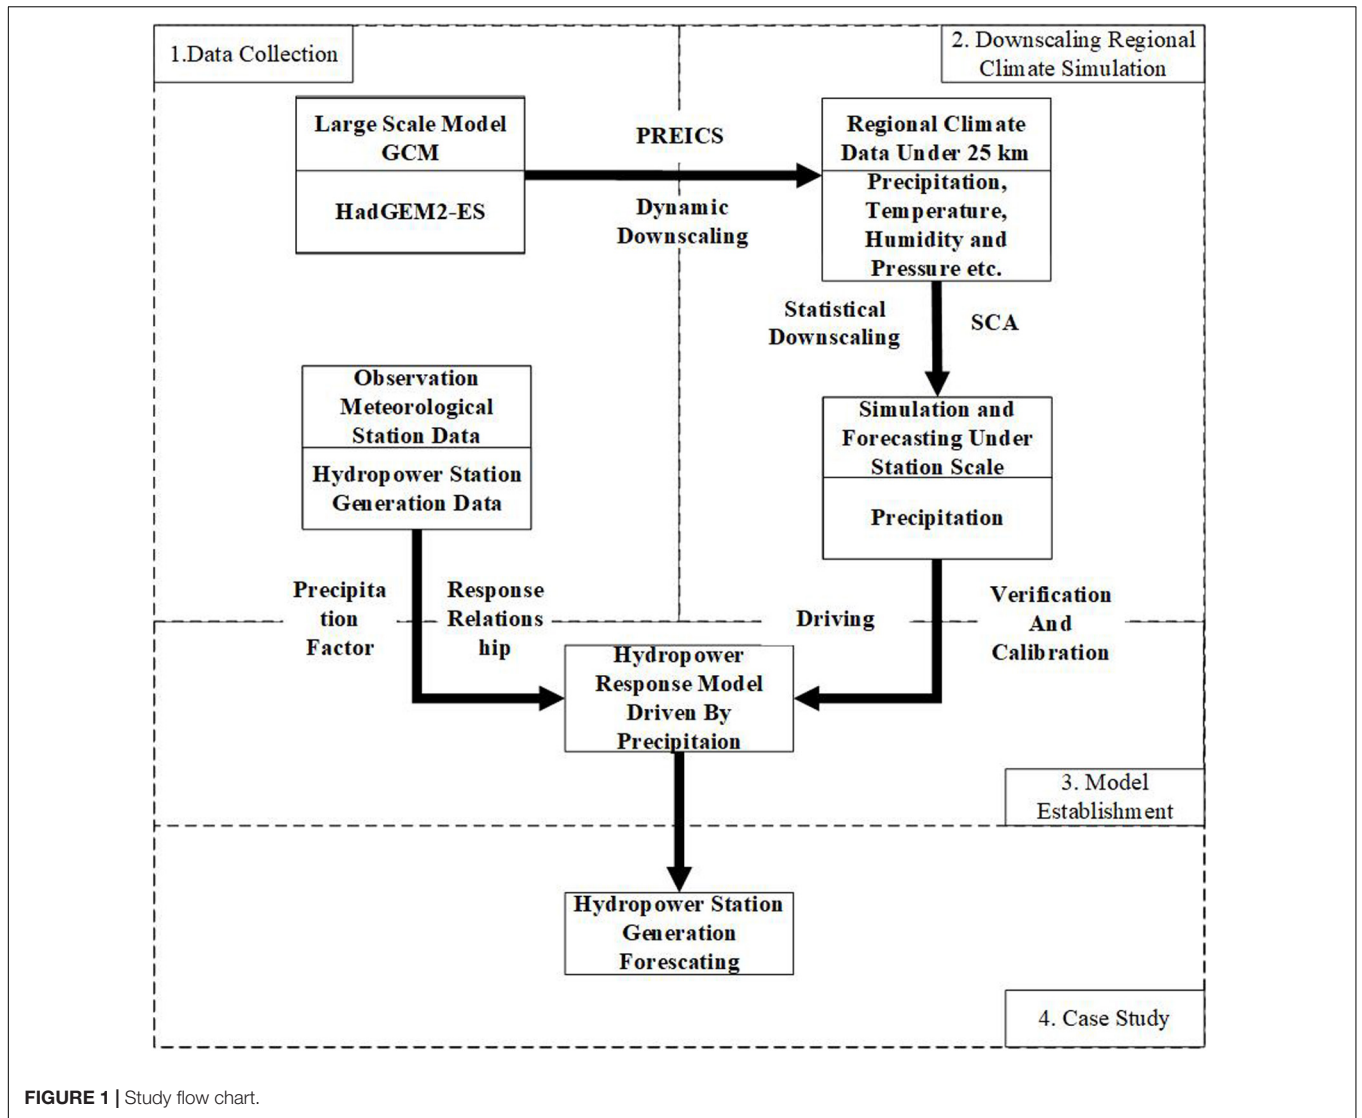 1.Data Collection
2. Downscaling Regional
Climate Simulation
Large Scale Model
GCM
HadGEM2-ES
PREICS
Dynamic
Downscaling
Regional Climate
Data Under 25 km
Precipitation,
Temperature,
Humidity and
Pressure etc.
Statistical
Downscaling
SCA
Observation
Meteorological
Station Data
Hydropower Station
Generation Data
Simulation and
Forecasting Under
Station Scale
Precipitation
Precipita
tion
Factor
Response
Relations
hip
Driving
Verification
And
Calibration
Hydropower
Response Model
Driven By
Precipitaion
3. Model
Establishment
Hydropower Station
Generation
Forescating
4. Case Study
FIGURE 1 | Study flow chart.